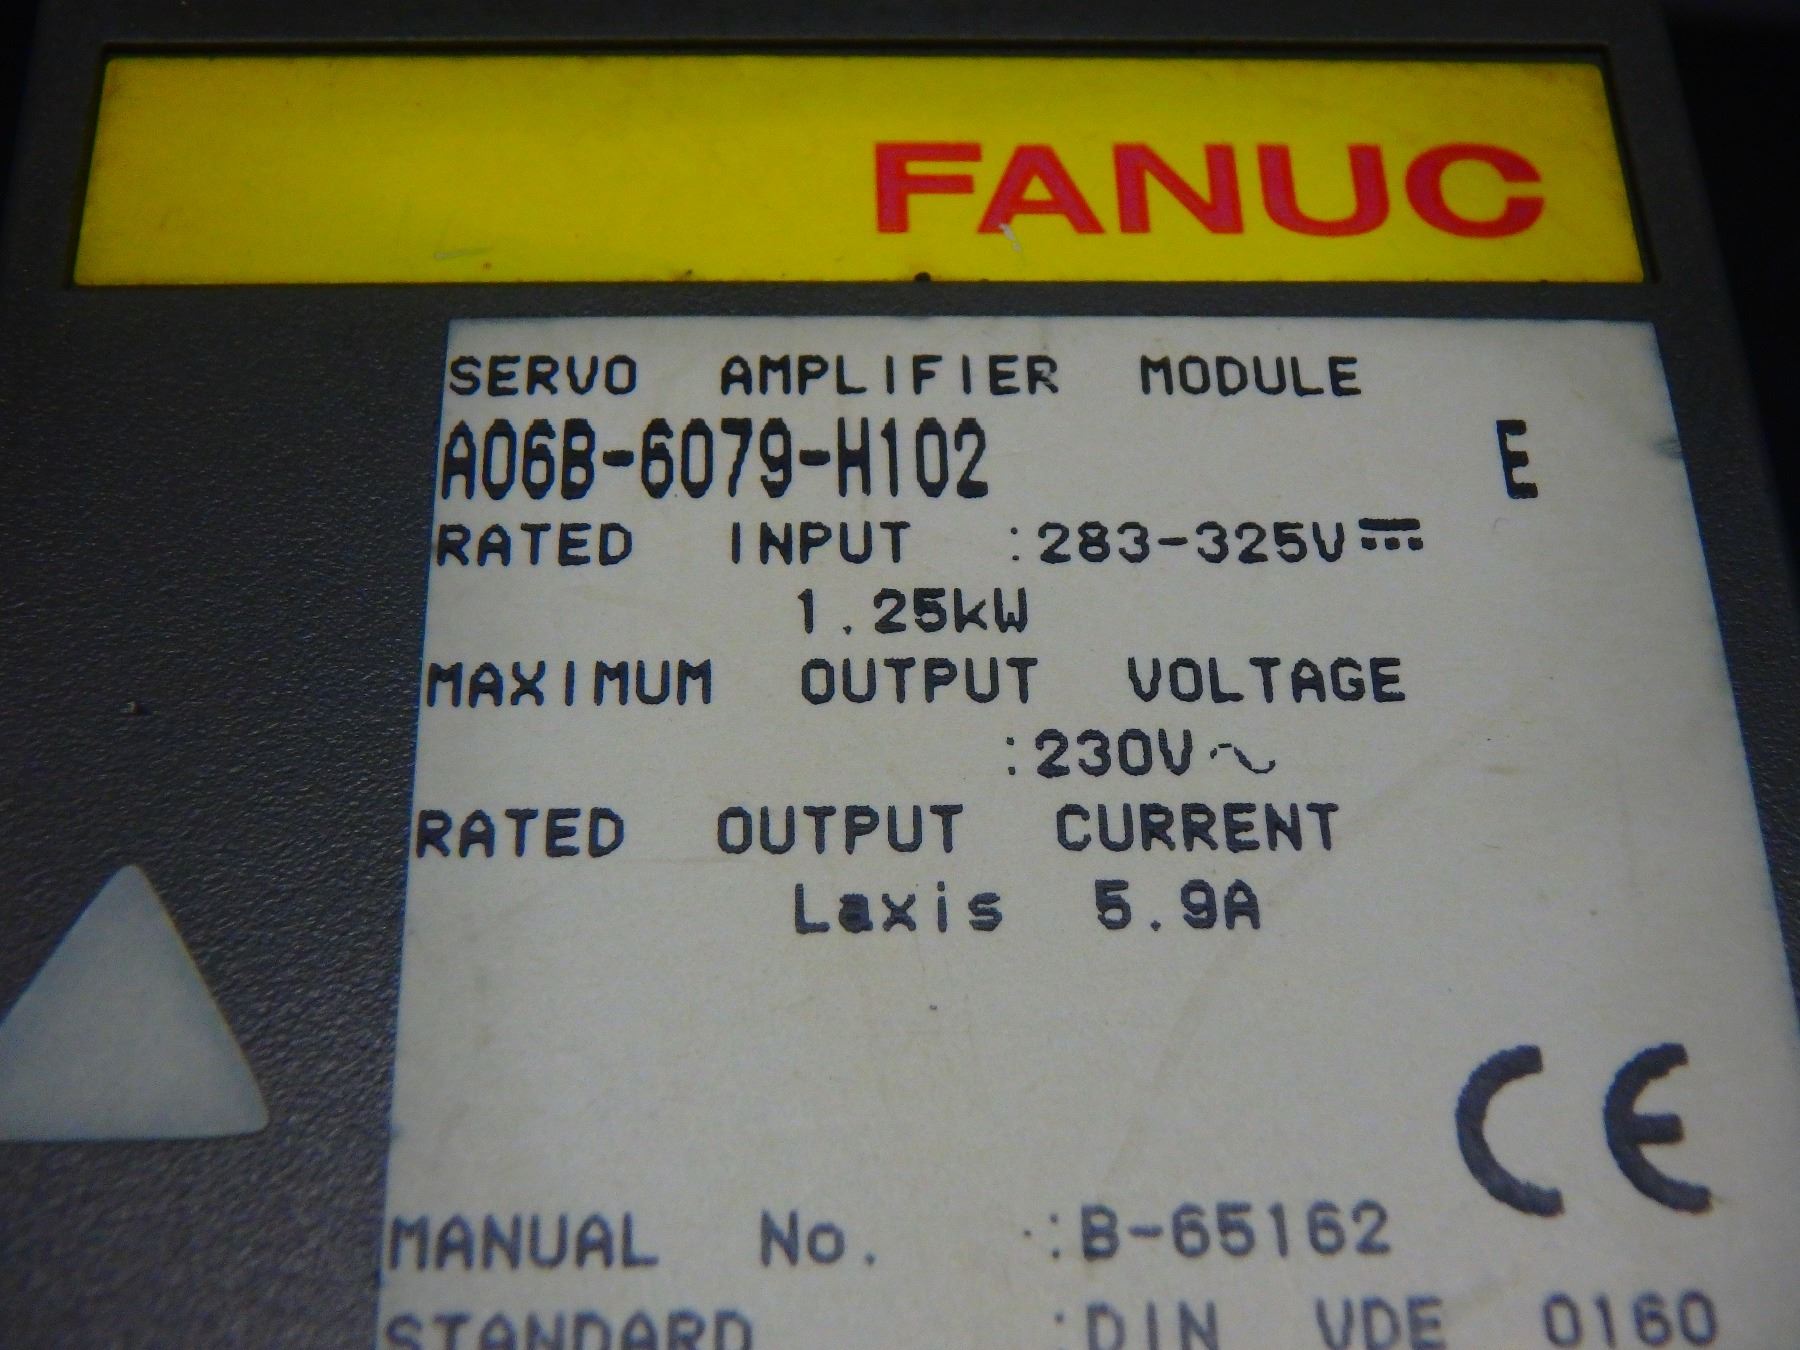 FANUC
SERVO AMPLIFIER MODULE
A06B-6079-H102 E
RATED INPUT :283-325V⎓
1.25kW
MAXIMUM OUTPUT VOLTAGE
:230V~
RATED OUTPUT CURRENT
Laxis 5.9A
CE
MANUAL No. :B-65162
STANDARD :DIN VDE 0160